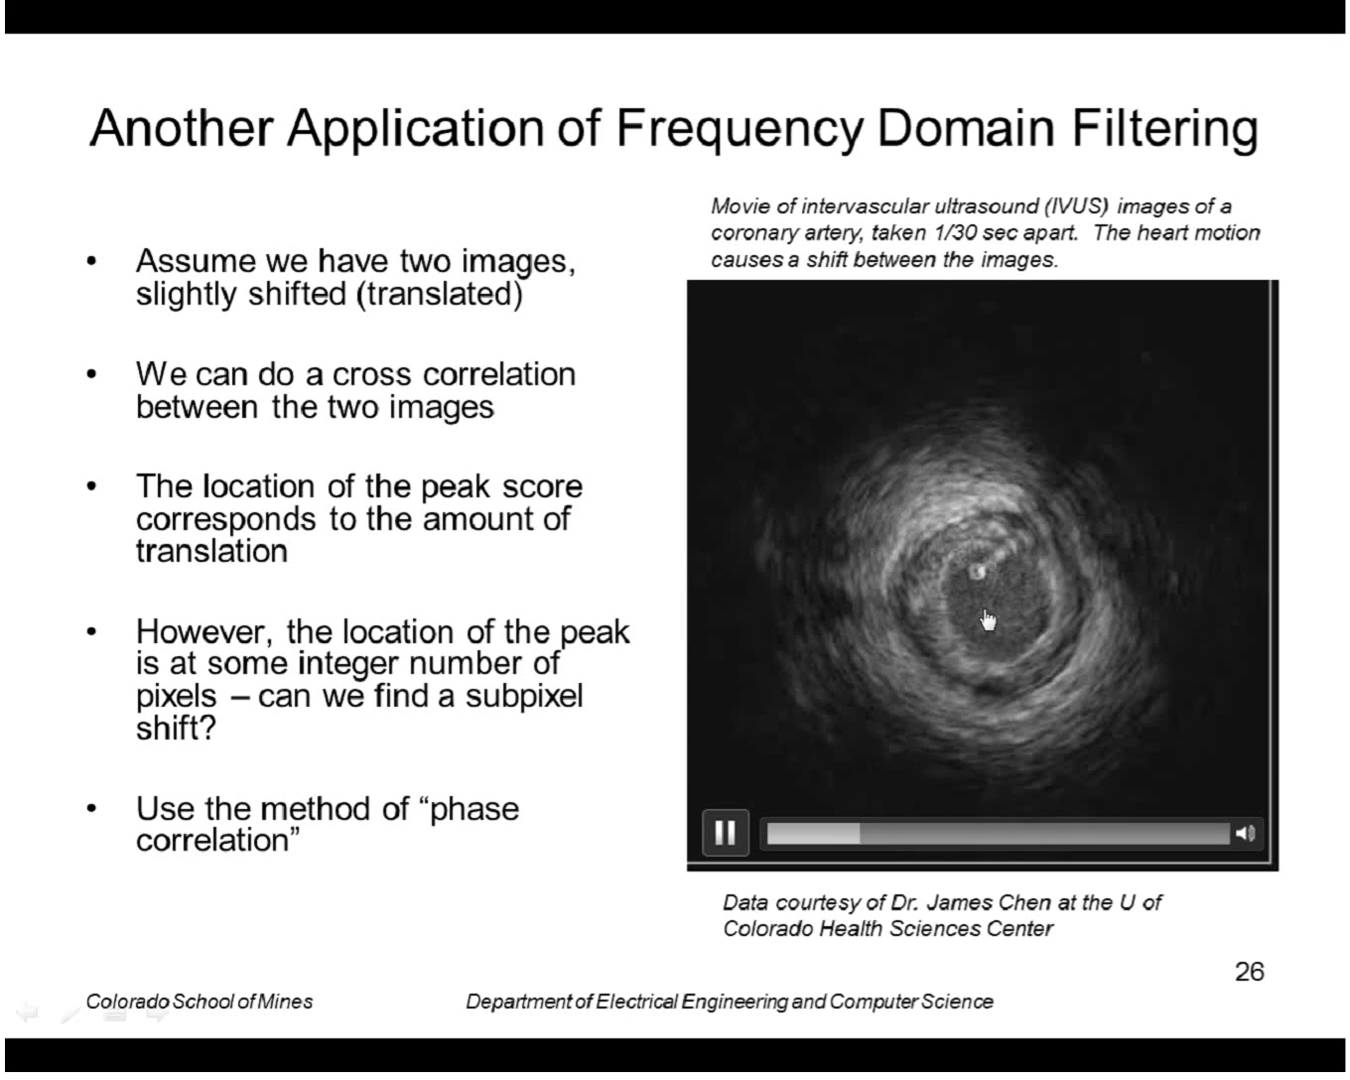 Another Application of Frequency Domain Filtering
• Assume we have two images,
slightly shifted (translated)
• We can do a cross correlation
between the two images
• The location of the peak score
corresponds to the amount of
translation
• However, the location of the peak
is at some integer number of
pixels – can we find a subpixel
shift?
• Use the method of “phase
correlation”
Movie of intervascular ultrasound (IVUS) images of a
coronary artery, taken 1/30 sec apart. The heart motion
causes a shift between the images.
Data courtesy of Dr. James Chen at the U of
Colorado Health Sciences Center
26
Colorado School of Mines
Department of Electrical Engineering and Computer Science